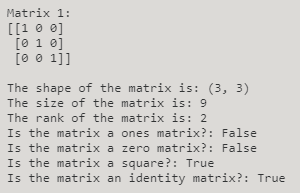 Matrix 1:
[[1 0 0]
 [0 1 0]
 [0 0 1]]

The shape of the matrix is: (3, 3)
The size of the matrix is: 9
The rank of the matrix is: 2
Is the matrix a ones matrix?: False
Is the matrix a zero matrix?: False
Is the matrix a square?: True
Is the matrix an identity matrix?: True